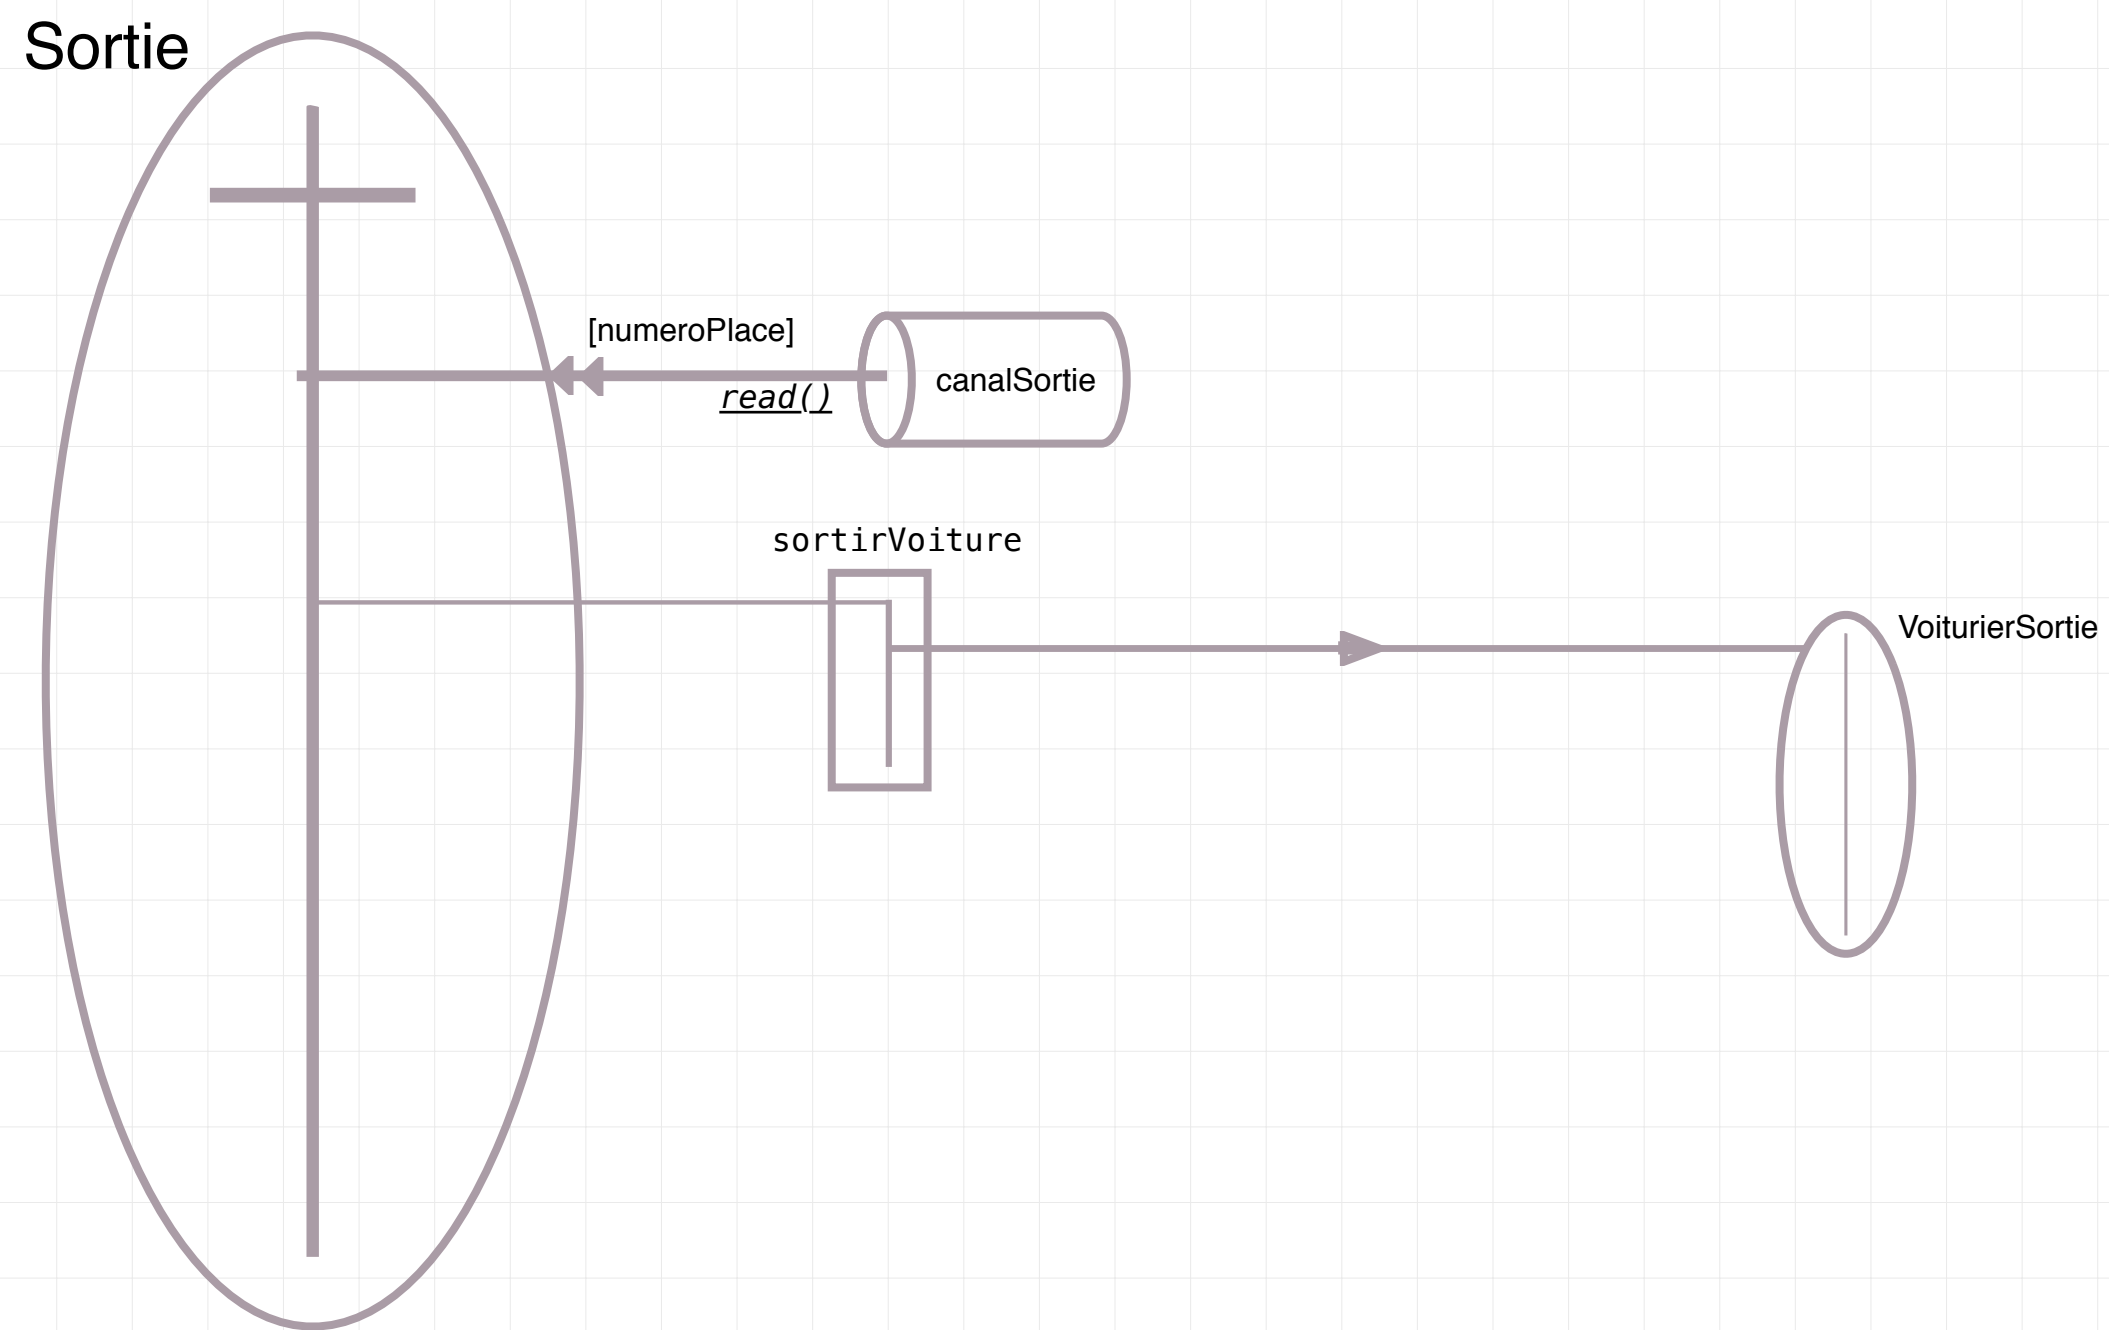 Sortie
[numeroPlace]
read()
canalSortie
sortirVoiture
VoiturierSortie